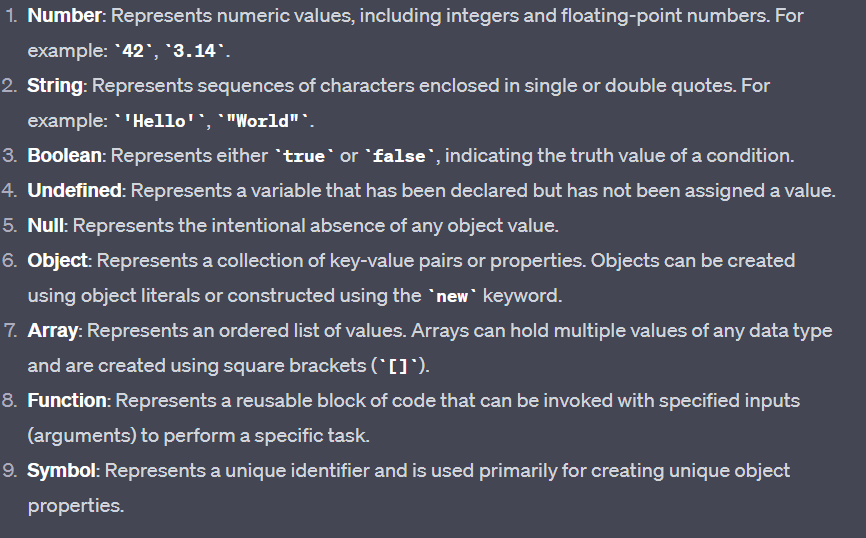 1. Number: Represents numeric values, including integers and floating-point numbers. For
example: `42`, `3.14`.
2. String: Represents sequences of characters enclosed in single or double quotes. For
example: `'Hello'`, `"World"`.
3. Boolean: Represents either `true` or `false`, indicating the truth value of a condition.
4. Undefined: Represents a variable that has been declared but has not been assigned a value.
5. Null: Represents the intentional absence of any object value.
6. Object: Represents a collection of key-value pairs or properties. Objects can be created
using object literals or constructed using the `new` keyword.
7. Array: Represents an ordered list of values. Arrays can hold multiple values of any data type
and are created using square brackets (`[]`).
8. Function: Represents a reusable block of code that can be invoked with specified inputs
(arguments) to perform a specific task.
9. Symbol: Represents a unique identifier and is used primarily for creating unique object
properties.